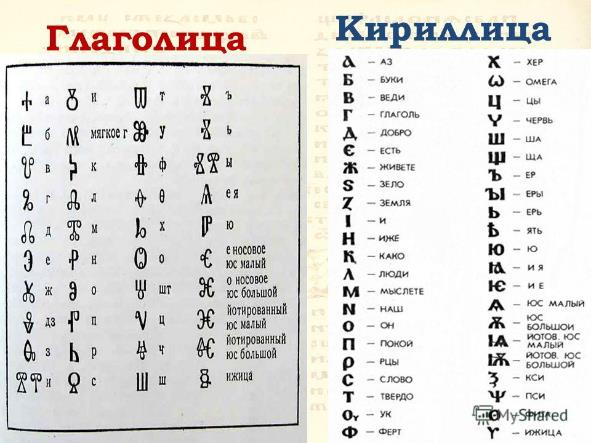 Глаголица
Ⰰ а Ⰹ и Ⱅ т Ⱏ ъ
Ⰱ б Ⰼ мягкое г Ⱆ у Ⱐ ь
Ⰲ в Ⰽ к Ⱇ ф ⰟⰊ ы
Ⰳ г Ⰾ л Ⱚ θ Ⱑ е я
Ⰴ д Ⰿ м Ⱈ х Ⱓ ю
Ⰵ е Ⱀ н Ⱉ о Ⱔ е носовое
юс малый
Ⰶ ж Ⱁ о Ⱋ шт Ⱘ о носовое
юс большой
Ⰷ дз Ⱂ п Ⱌ ц Ⱗ йотированный
юс малый
Ⰸ з Ⱃ р Ⱍ ч Ⱙ йотированный
юс большой
Ⰺ и Ⱄ с Ⱎ ш Ⱛ ижица
Кириллица
А – АЗ
Б – БУКИ
В – ВЕДИ
Г – ГЛАГОЛЬ
Д – ДОБРО
Є – ЕСТЬ
Ж – ЖИВЕТЕ
Ѕ – ЗЕЛО
Ꙁ – ЗЕМЛЯ
І – И
Н – ИЖЕ
К – КАКО
Л – ЛЮДИ
М – МЫСЛЕТЕ
N – НАШ
О – ОН
П – ПОКОЙ
Р – РЦЫ
С – СЛОВО
Т – ТВЕРДО
Ѹ – УК
Ф – ФЕРТ
Х – ХЕР
Ѡ – ОМЕГА
Ц – ЦЫ
Ч – ЧЕРВЬ
Ш – ША
Щ – ЩА
Ъ – ЕР
Ꙑ – ЕРЫ
Ь – ЕРЬ
Ѣ – ЯТЬ
Ю – Ю
Ꙗ – И Я
Ѥ – И Е
Ѧ – ЮС МАЛЫЙ
Ѫ – ЮС
БОЛЬШОЙ
Ѩ – ЙОТОВ. ЮС
МАЛЫЙ
Ѭ – ЙОТОВ. ЮС
БОЛЬШОЙ
Ѯ – КСИ
Ѱ – ПСИ
Ѳ – ФИТА
Ѵ – ИЖИЦА
MyShared